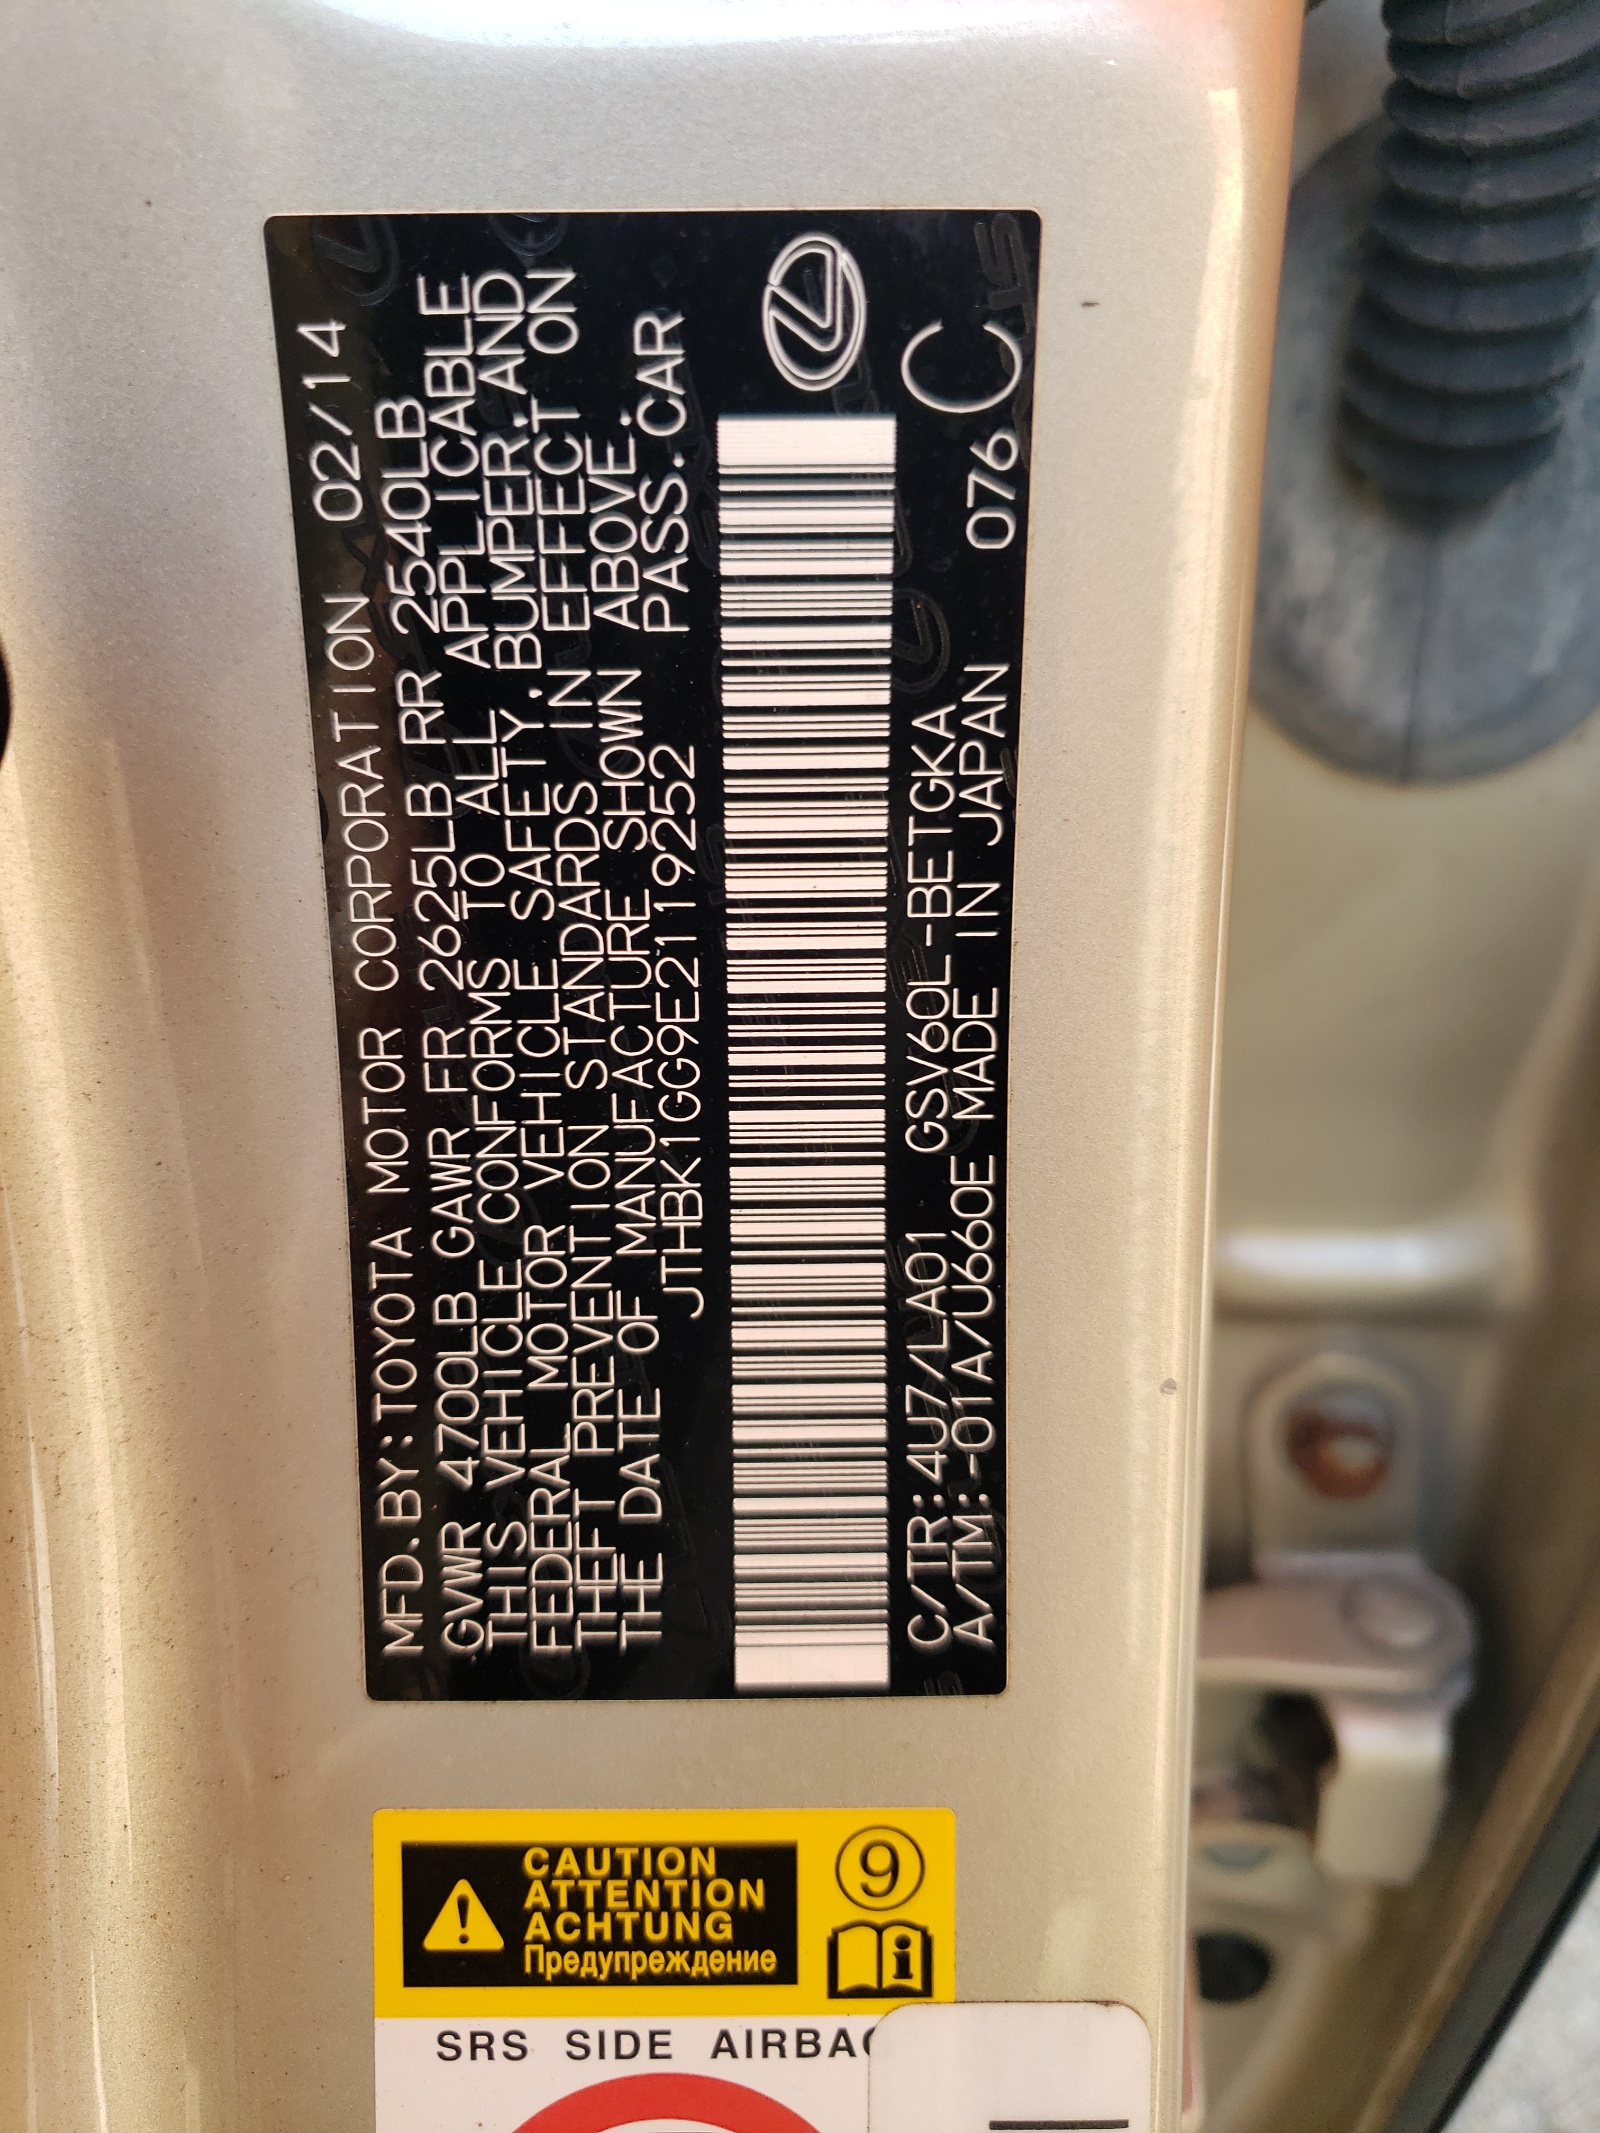 MFD.BY:TOYOTA MOTOR CORPORATION 02/14
GVWR 4700LB GAWR FR 2625LB RR 2540LB
THIS VEHICLE CONFORMS TO ALL APPLICABLE
FEDERAL MOTOR VEHICLE SAFETY, BUMPER, AND
THEFT PREVENTION STANDARDS IN EFFECT ON
THE DATE OF MANUFACTURE SHOWN ABOVE.
JTHBK1GG9E2119252 PASS.CAR
C/TR:4U7/LA01 GSV60L-BETGKA
A/TM:-01A/U660E MADE IN JAPAN 076 C
CAUTION
ATTENTION
ACHTUNG
Предупреждение
9
SRS SIDE AIRBAG